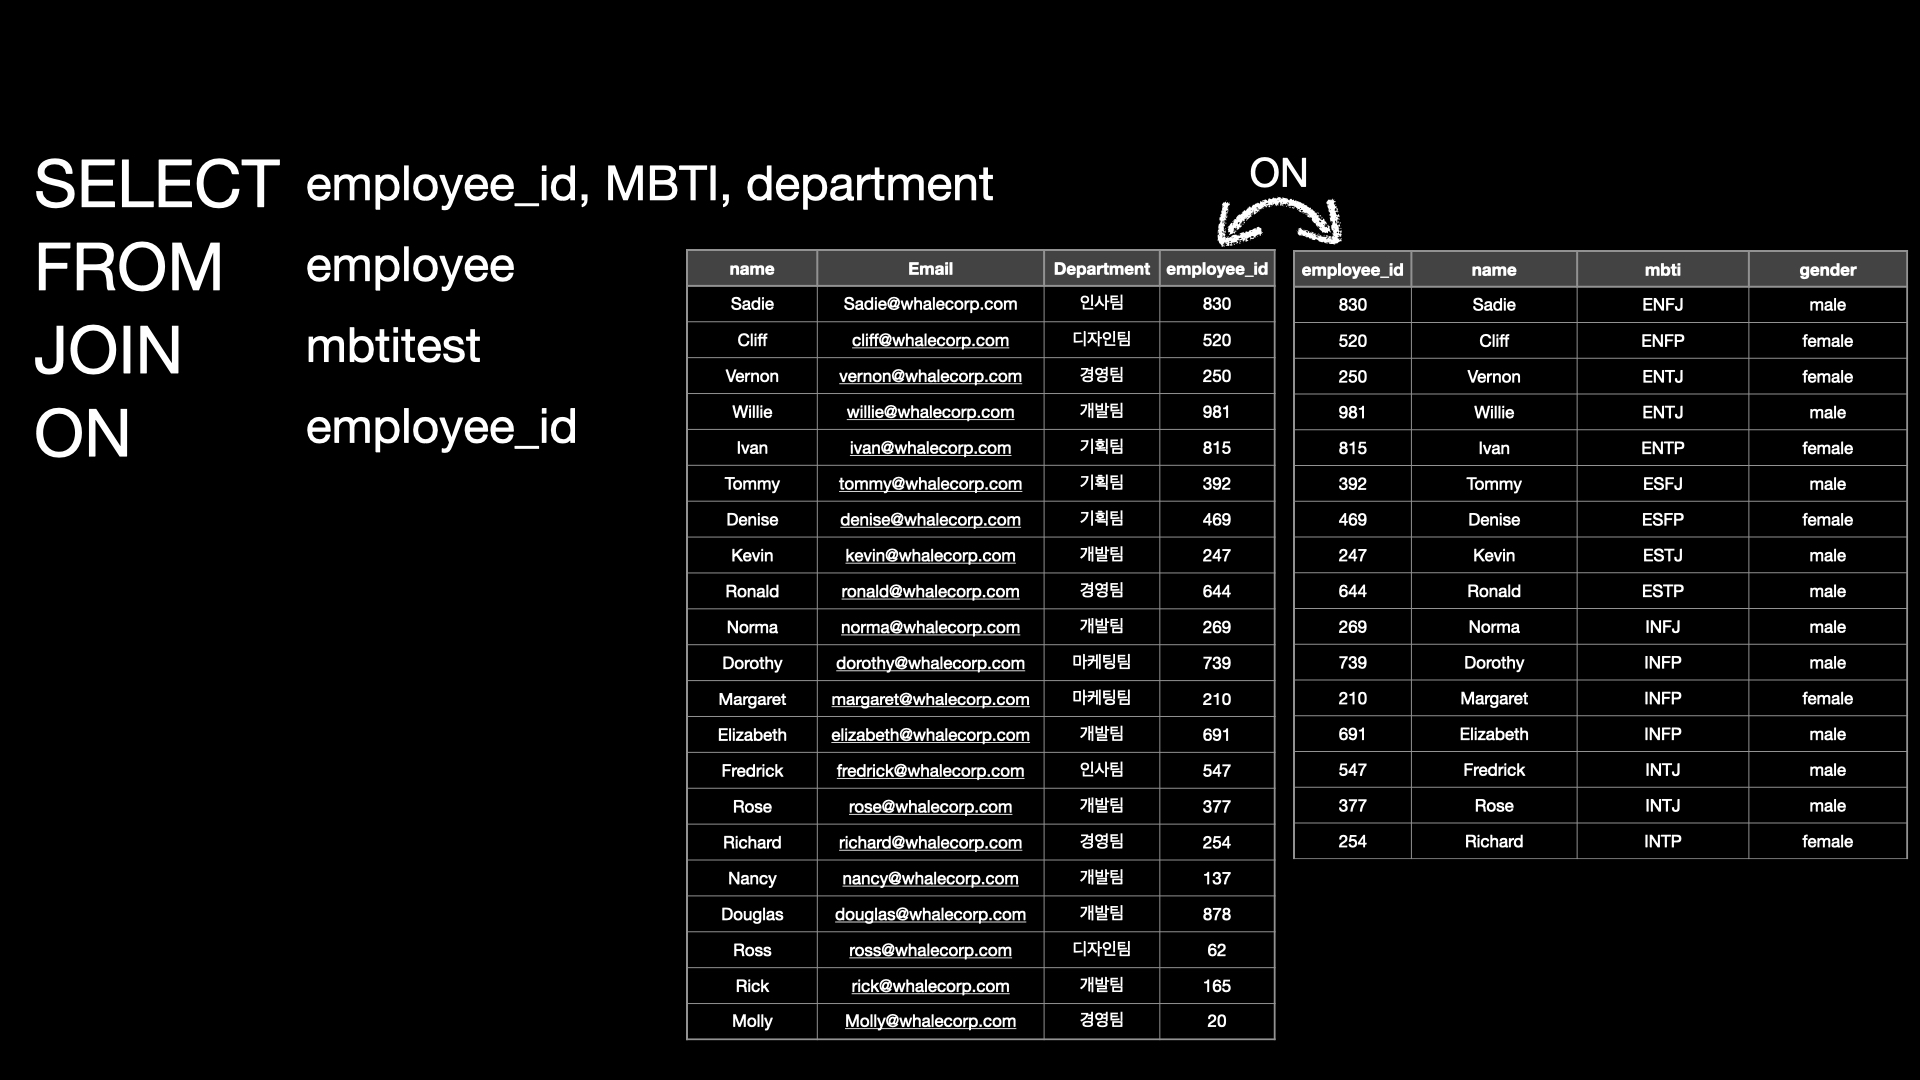 SELECT employee_id, MBTI, department
FROM employee
JOIN mbtitest
ON employee_id
ON
name Email Department employee_id
Sadie Sadie@whalecorp.com 인사팀 830
Cliff cliff@whalecorp.com 디자인팀 520
Vernon vernon@whalecorp.com 경영팀 250
Willie willie@whalecorp.com 개발팀 981
Ivan ivan@whalecorp.com 기획팀 815
Tommy tommy@whalecorp.com 기획팀 392
Denise denise@whalecorp.com 기획팀 469
Kevin kevin@whalecorp.com 개발팀 247
Ronald ronald@whalecorp.com 경영팀 644
Norma norma@whalecorp.com 개발팀 269
Dorothy dorothy@whalecorp.com 마케팅팀 739
Margaret margaret@whalecorp.com 마케팅팀 210
Elizabeth elizabeth@whalecorp.com 개발팀 691
Fredrick fredrick@whalecorp.com 인사팀 547
Rose rose@whalecorp.com 개발팀 377
Richard richard@whalecorp.com 경영팀 254
Nancy nancy@whalecorp.com 개발팀 137
Douglas douglas@whalecorp.com 개발팀 878
Ross ross@whalecorp.com 디자인팀 62
Rick rick@whalecorp.com 개발팀 165
Molly Molly@whalecorp.com 경영팀 20
employee_id name mbti gender
830 Sadie ENFJ male
520 Cliff ENFP female
250 Vernon ENTJ female
981 Willie ENTJ male
815 Ivan ENTP female
392 Tommy ESFJ male
469 Denise ESFP female
247 Kevin ESTJ male
644 Ronald ESTP male
269 Norma INFJ male
739 Dorothy INFP male
210 Margaret INFP female
691 Elizabeth INFP male
547 Fredrick INTJ male
377 Rose INTJ male
254 Richard INTP female